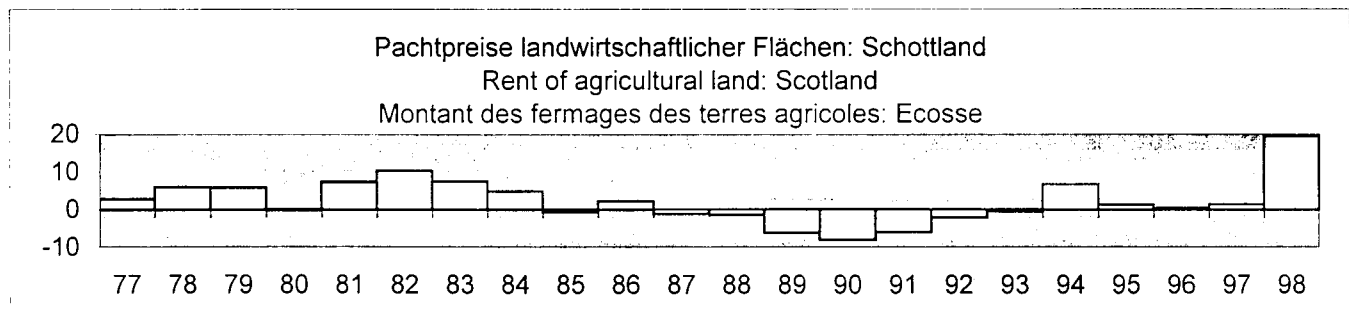 Pachtpreise landwirtschaftlicher Flächen: Schottland
Rent of agricultural land: Scotland
Montant des fermages des terres agricoles: Ecosse
20
10
0
-10
77 78 79 80 81 82 83 84 85 86 87 88 89 90 91 92 93 94 95 96 97 98